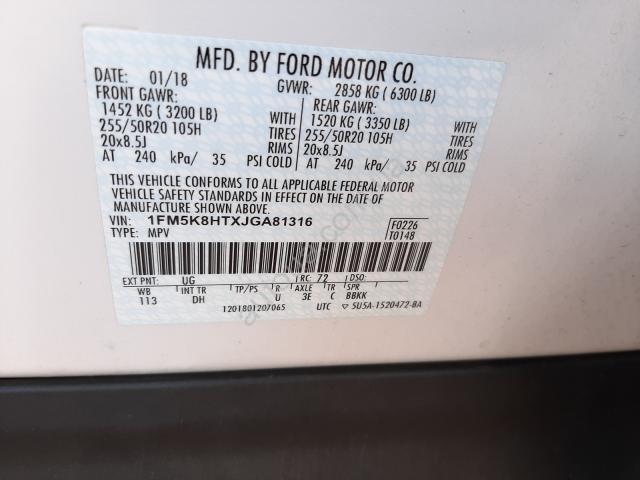 MFD. BY FORD MOTOR CO.
DATE: 01/18 GVWR: 2858 KG ( 6300 LB)
FRONT GAWR: REAR GAWR:
1452 KG ( 3200 LB) WITH 1520 KG ( 3350 LB) WITH
255/50R20 105H TIRES 255/50R20 105H TIRES
20x8.5J RIMS 20x8.5J RIMS
AT 240 kPa/ 35 PSI COLD AT 240 kPa/ 35 PSI COLD
THIS VEHICLE CONFORMS TO ALL APPLICABLE FEDERAL MOTOR
VEHICLE SAFETY STANDARDS IN EFFECT ON THE DATE OF
MANUFACTURE SHOWN ABOVE.
VIN: 1FM5K8HTXJGA81316 F0226
TYPE: MPV T0148
EXT PNT: UG RC: 72 DSO:
WB INT TR TP/PS R AXLE TR SPR
113 DH U 3E C BBKK
1201801207065 UTC ▽ 5U5A-1520472-BA